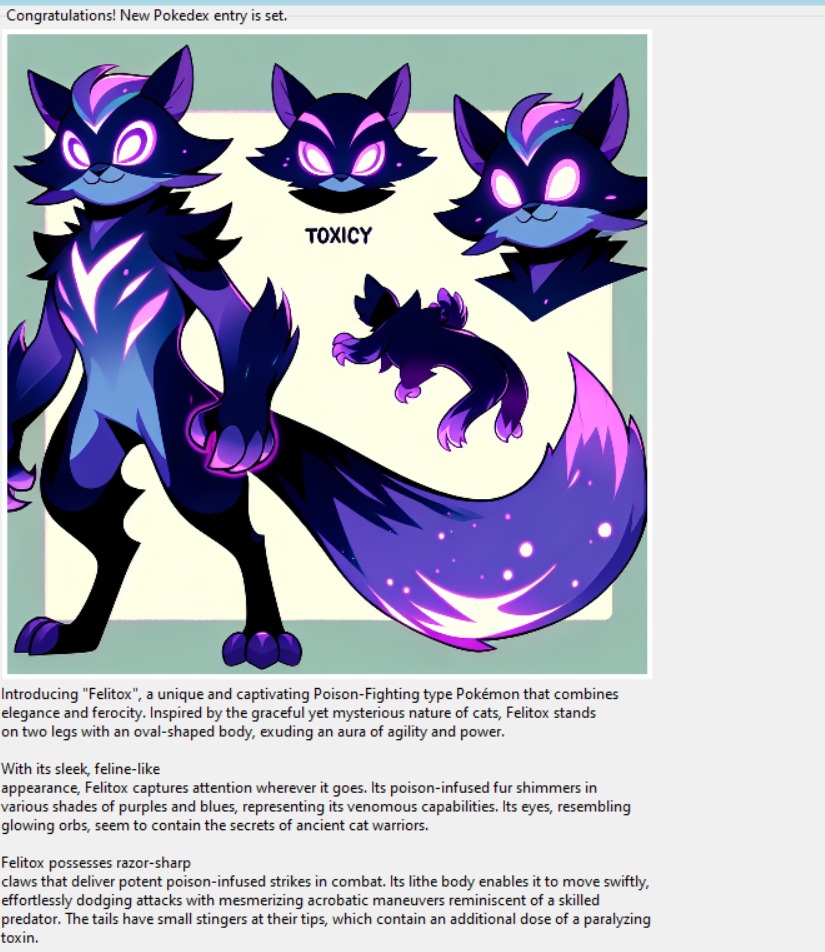 Congratulations! New Pokedex entry is set.
TOXICY
Introducing "Felitox", a unique and captivating Poison-Fighting type Pokémon that combines
elegance and ferocity. Inspired by the graceful yet mysterious nature of cats, Felitox stands
on two legs with an oval-shaped body, exuding an aura of agility and power.
With its sleek, feline-like
appearance, Felitox captures attention wherever it goes. Its poison-infused fur shimmers in
various shades of purples and blues, representing its venomous capabilities. Its eyes, resembling
glowing orbs, seem to contain the secrets of ancient cat warriors.
Felitox possesses razor-sharp
claws that deliver potent poison-infused strikes in combat. Its lithe body enables it to move swiftly,
effortlessly dodging attacks with mesmerizing acrobatic maneuvers reminiscent of a skilled
predator. The tails have small stingers at their tips, which contain an additional dose of a paralyzing
toxin.